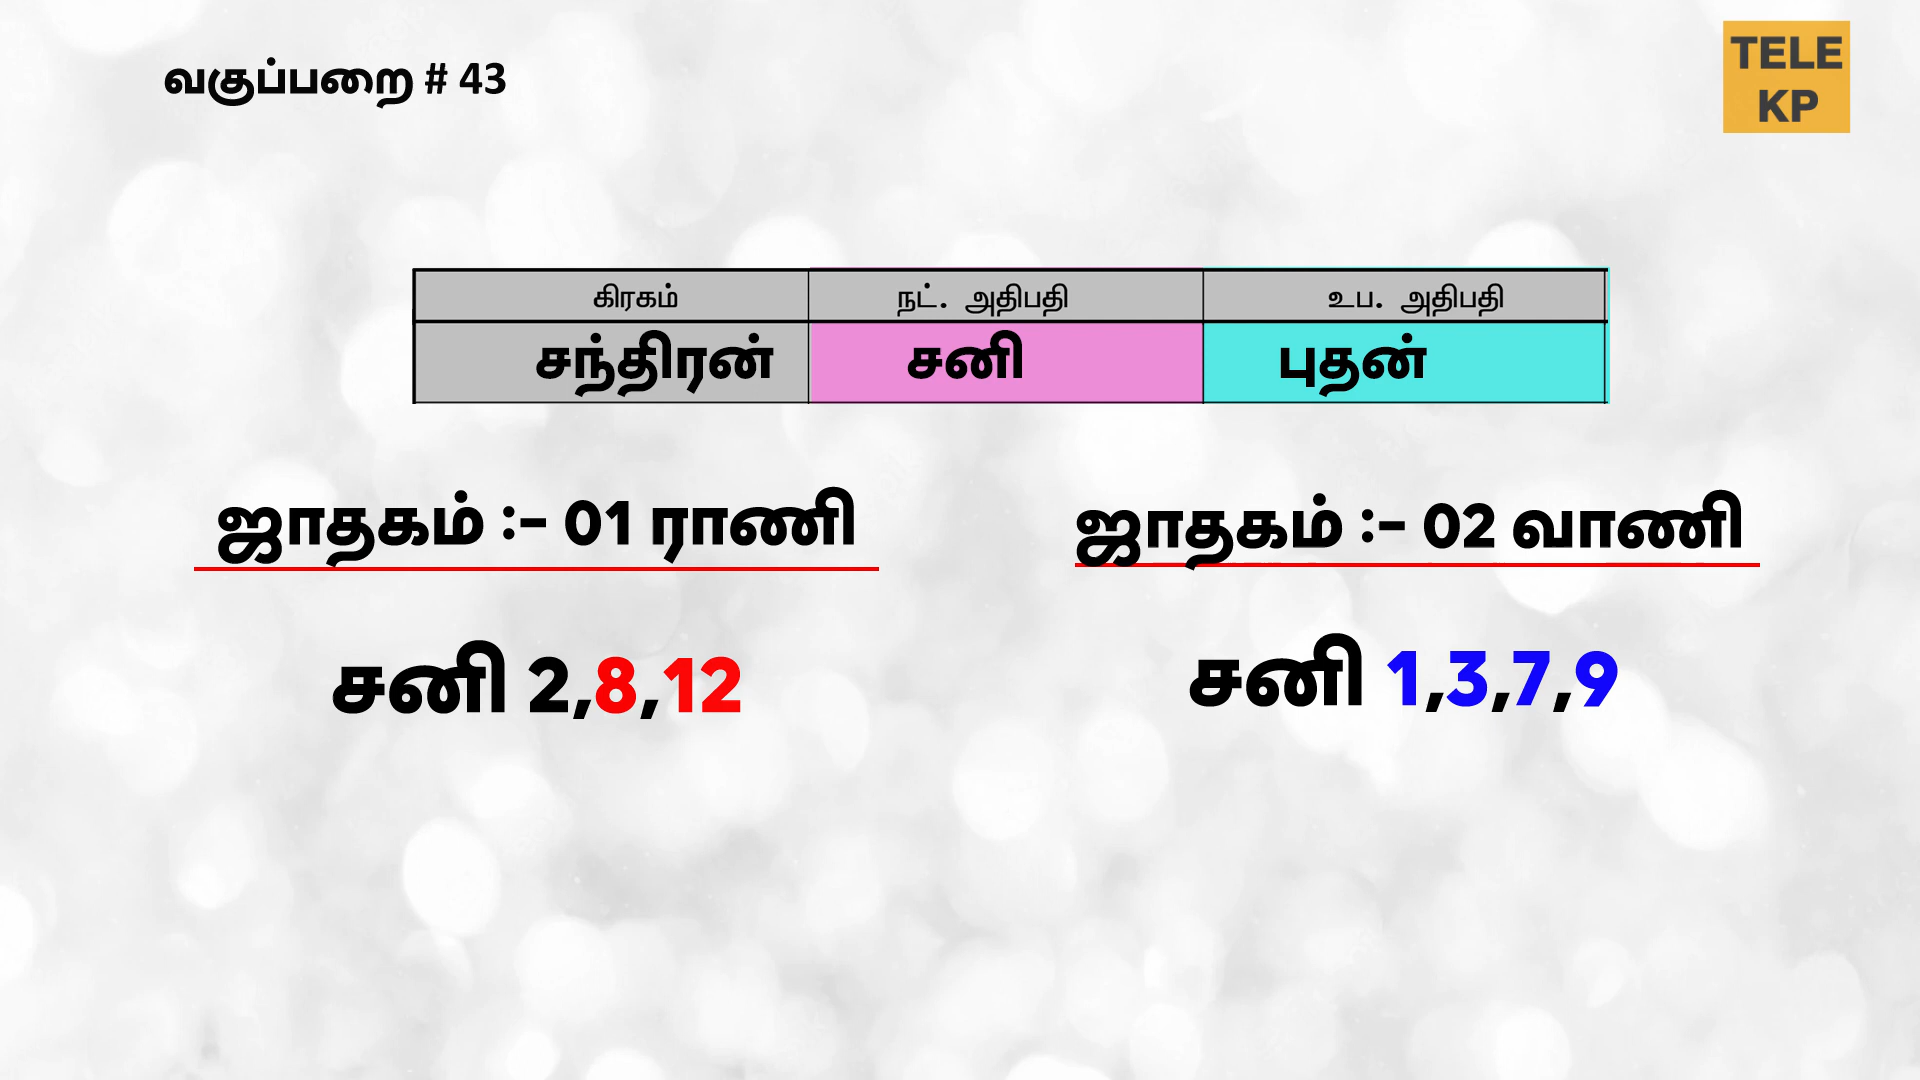 வகுப்பறை # 43
TELE
KP
கிரகம் நட். அதிபதி உப. அதிபதி
சந்திரன் சனி புதன்
ஜாதகம் :- 01 ராணி
ஜாதகம் :- 02 வாணி
சனி 2,8,12
சனி 1,3,7,9